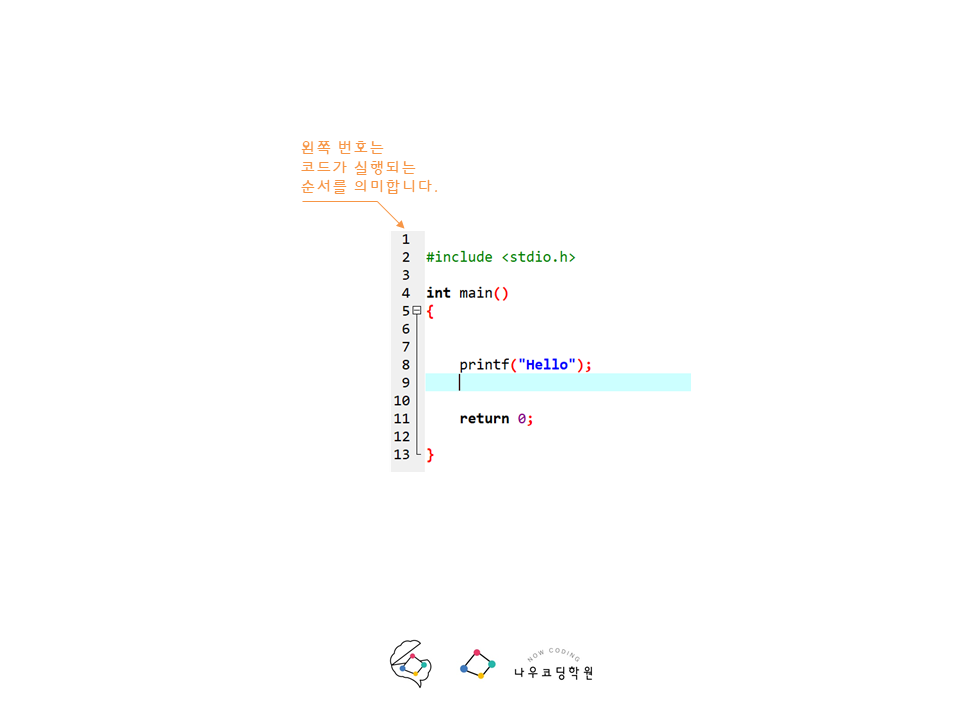 왼쪽 번호는
코드가 실행되는
순서를 의미합니다.
1
2 #include <stdio.h>
3
4 int main()
5 {
6
7
8 printf("Hello");
9
10
11 return 0;
12
13 }
NOW CODING
나우코딩학원